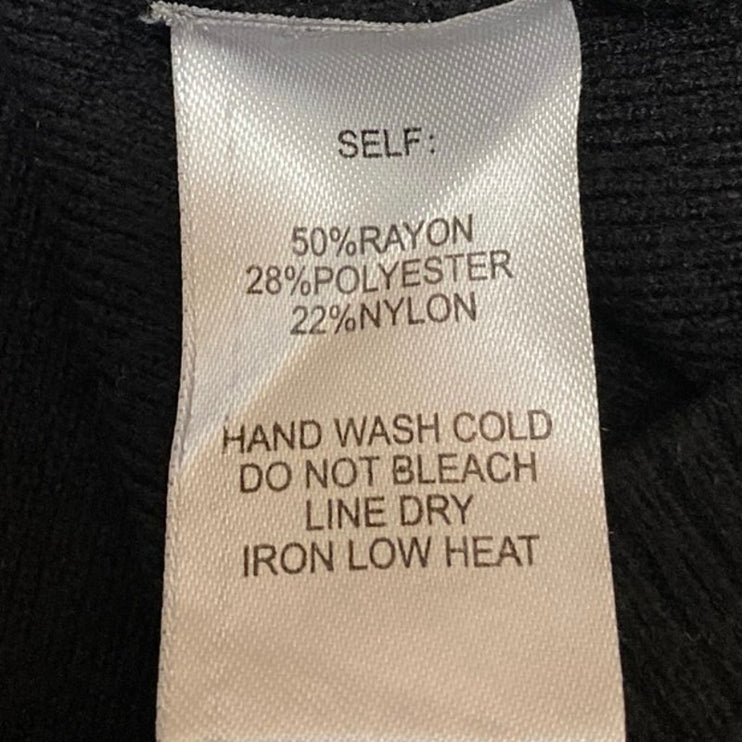 SELF:
50%RAYON
28%POLYESTER
22%NYLON
HAND WASH COLD
DO NOT BLEACH
LINE DRY
IRON LOW HEAT